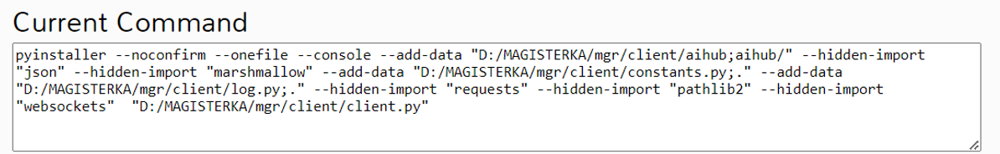 Current Command
pyinstaller --noconfirm --onefile --console --add-data "D:/MAGISTERKA/mgr/client/aihub;aihub/" --hidden-import
"json" --hidden-import "marshmallow" --add-data "D:/MAGISTERKA/mgr/client/constants.py;." --add-data
"D:/MAGISTERKA/mgr/client/log.py;." --hidden-import "requests" --hidden-import "pathlib2" --hidden-import
"websockets"  "D:/MAGISTERKA/mgr/client/client.py"